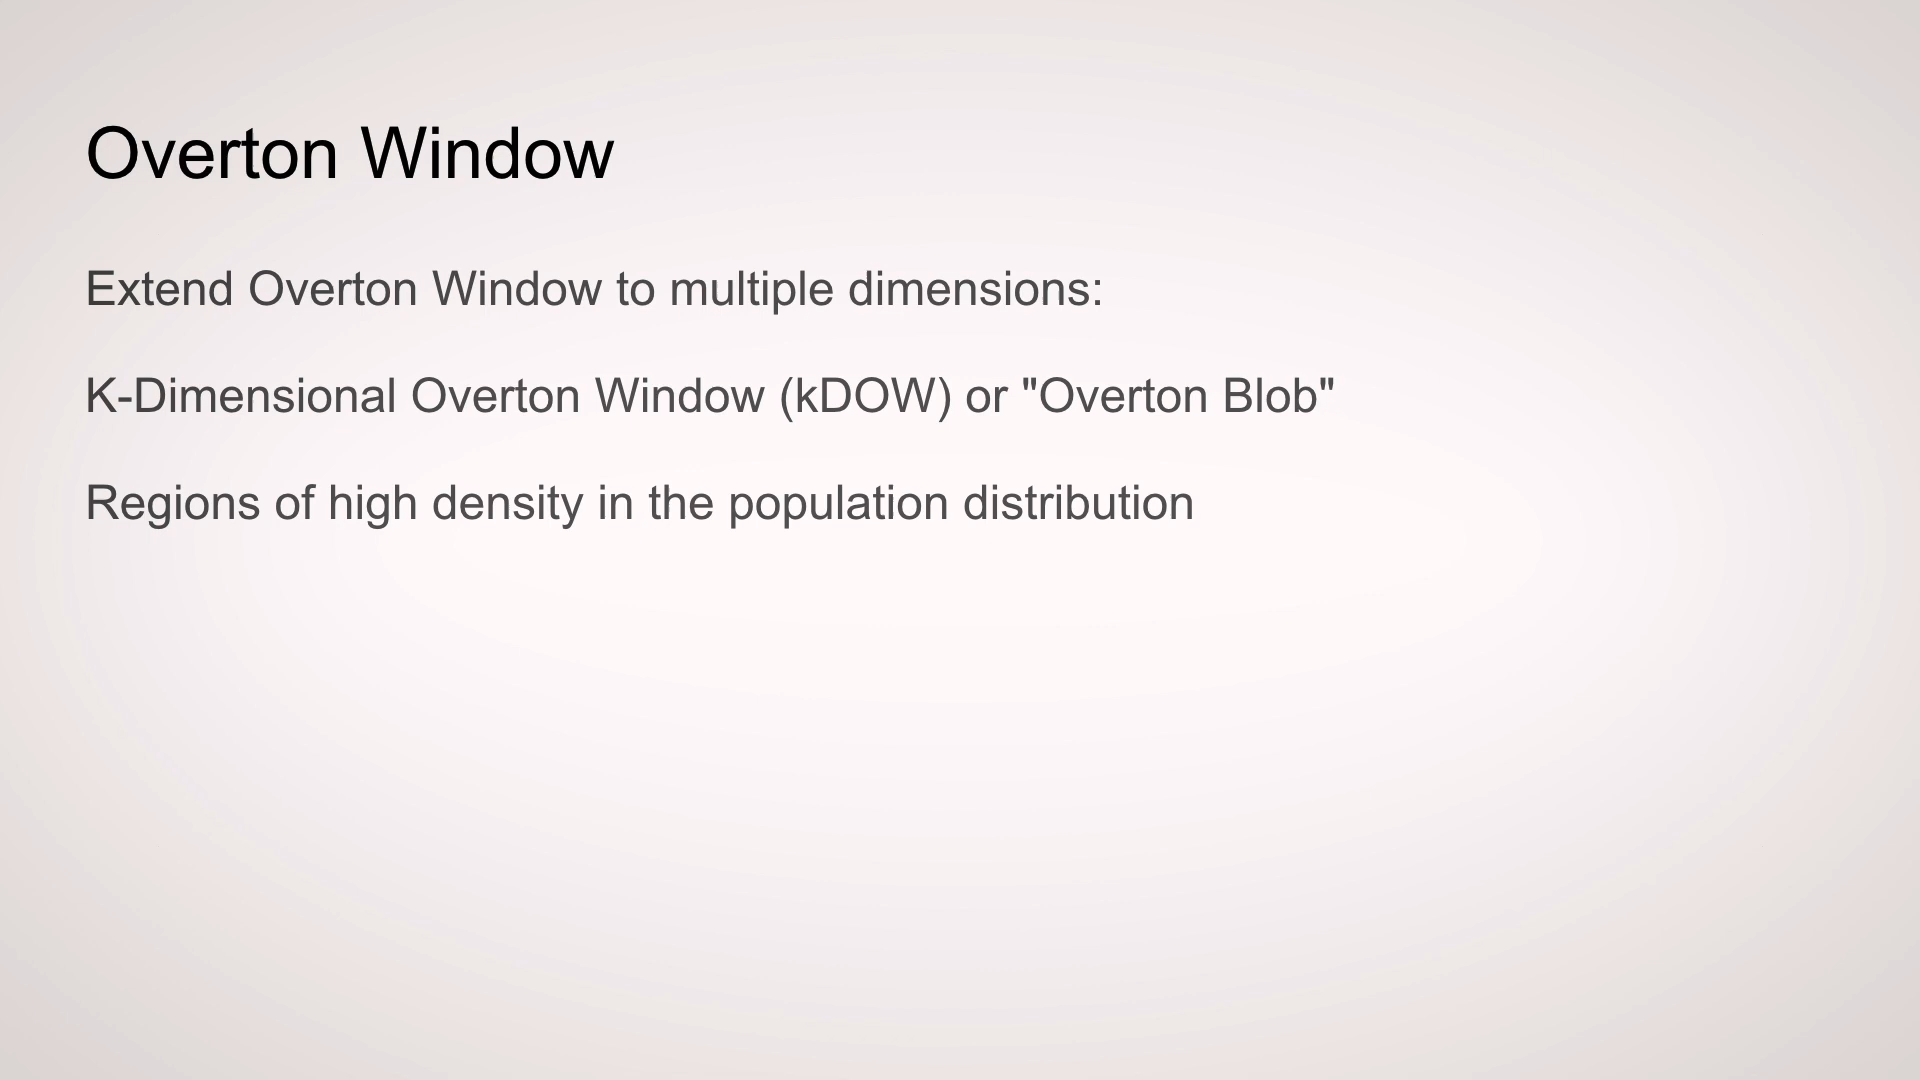 Overton Window
Extend Overton Window to multiple dimensions:
K-Dimensional Overton Window (kDOW) or "Overton Blob"
Regions of high density in the population distribution